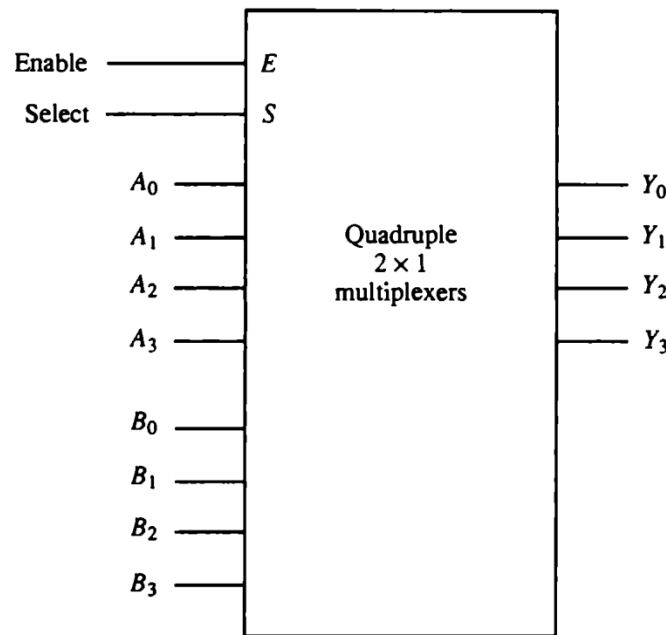 Enable E
Select S
A₀ Y₀
A₁ Quadruple Y₁
2 × 1
A₂ multiplexers Y₂
A₃ Y₃
B₀
B₁
B₂
B₃